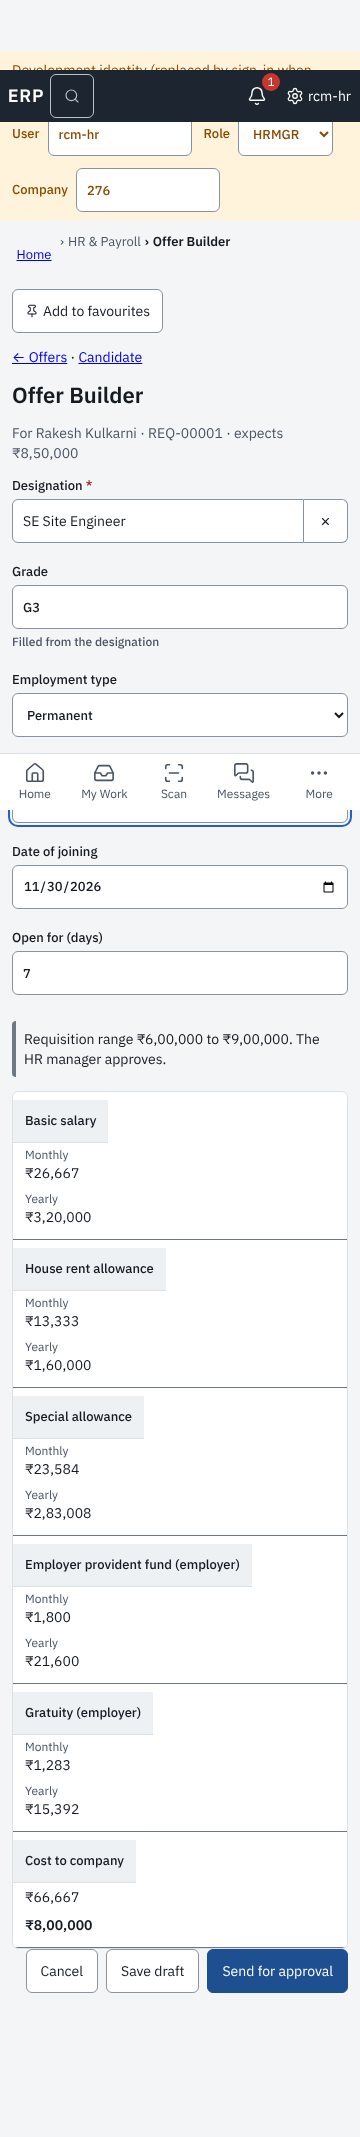 ERP
1
rcm-hr
User
rcm-hr
Role
HRMGR
Company
276
Home
› HR & Payroll › Offer Builder
Add to favourites
← Offers · Candidate
Offer Builder
For Rakesh Kulkarni · REQ-00001 · expects
₹8,50,000
Designation *
SE Site Engineer
×
Grade
G3
Filled from the designation
Employment type
Permanent
Home
My Work
Scan
Messages
More
Date of joining
11/30/2026
Open for (days)
7
Requisition range ₹6,00,000 to ₹9,00,000. The
HR manager approves.
Basic salary
Monthly
₹26,667
Yearly
₹3,20,000
House rent allowance
Monthly
₹13,333
Yearly
₹1,60,000
Special allowance
Monthly
₹23,584
Yearly
₹2,83,008
Employer provident fund (employer)
Monthly
₹1,800
Yearly
₹21,600
Gratuity (employer)
Monthly
₹1,283
Yearly
₹15,392
Cost to company
₹66,667
₹8,00,000
Cancel
Save draft
Send for approval